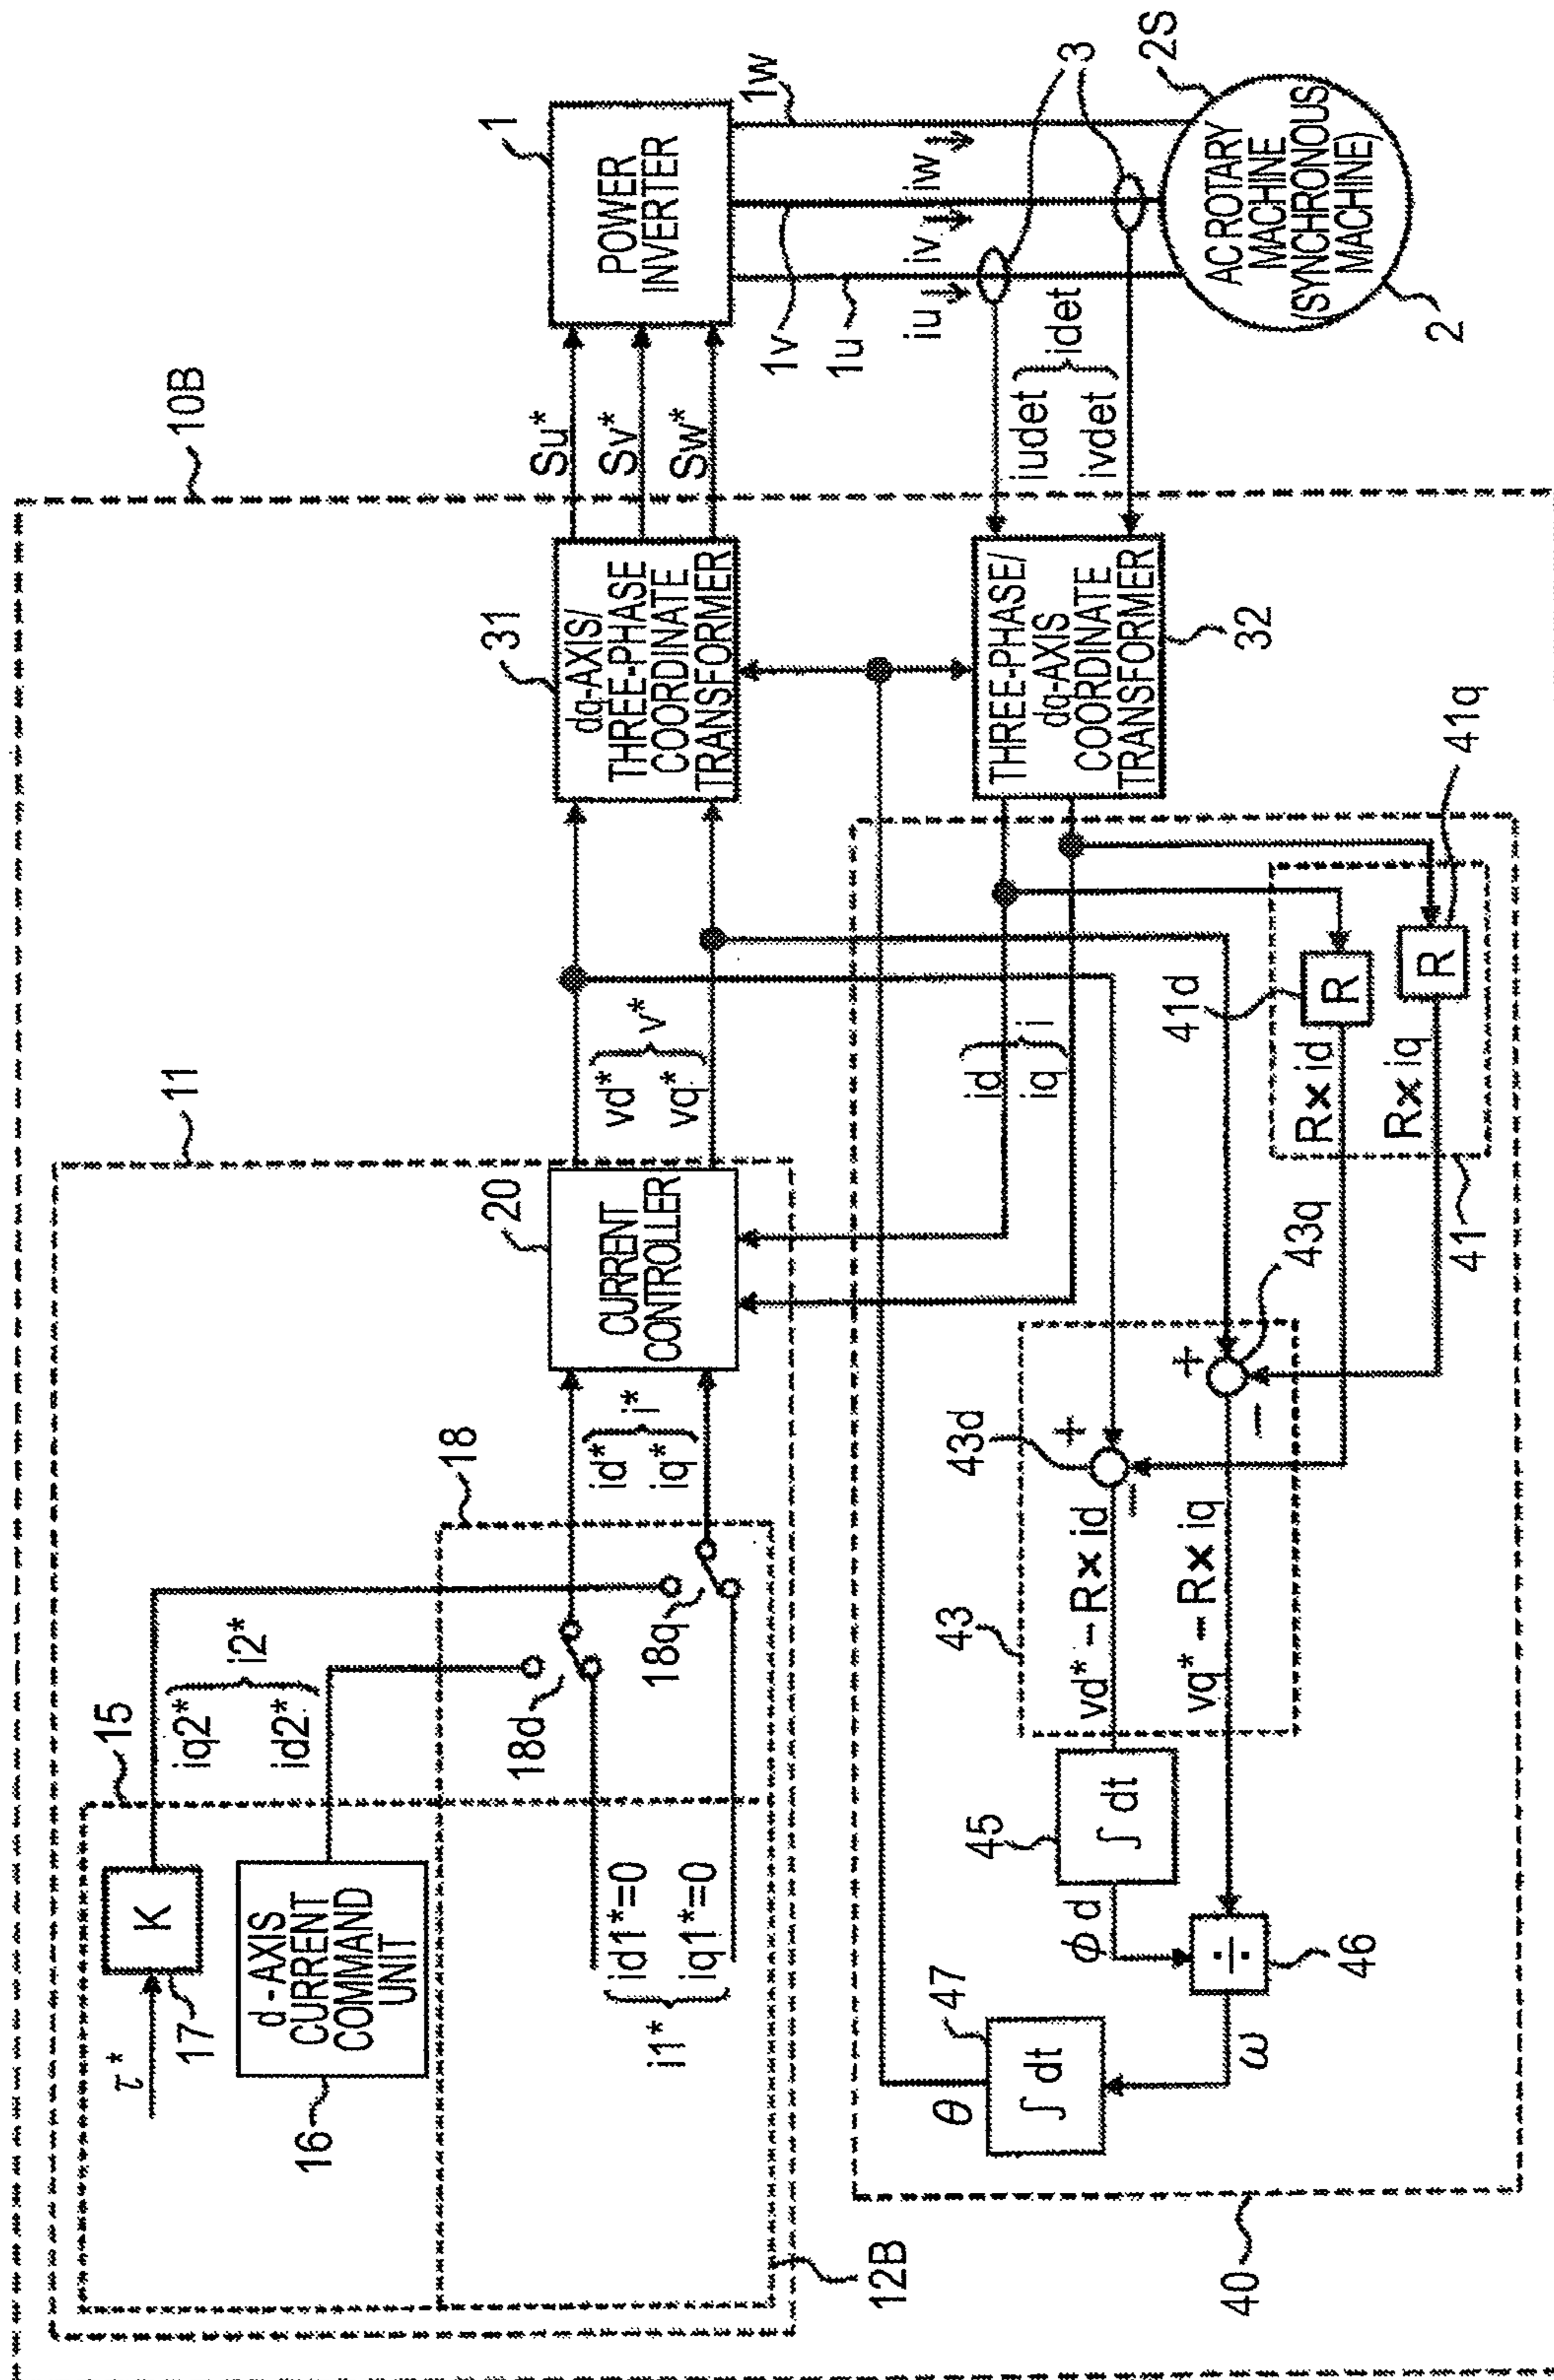 10B
11
15
τ*
17
K
iq2*
id2*
i2*
16
d-AXIS
CURRENT
COMMAND
UNIT
18
18d
18q
id1*=0
iq1*=0
i1*
12B
id*
iq*
i*
20
CURRENT
CONTROLLER
vd*
vq*
v*
31
dq-AXIS/
THREE-PHASE
COORDINATE
TRANSFORMER
Su*
Sv*
Sw*
1
POWER
INVERTER
1w
1v
1u
iu
iv
iw
3
iudet
ivdet
idet
2S
AC ROTARY
MACHINE
(SYNCHRONOUS
MACHINE)
2
THREE-PHASE/
dq-AXIS
COORDINATE
TRANSFORMER
32
id
iq
i
41d
R
R×id
41q
R
R×iq
41
43
43d
+
−
43q
+
−
vd*−R×id
vq*−R×iq
45
∫ dt
φd
÷
46
ω
47
∫ dt
θ
40